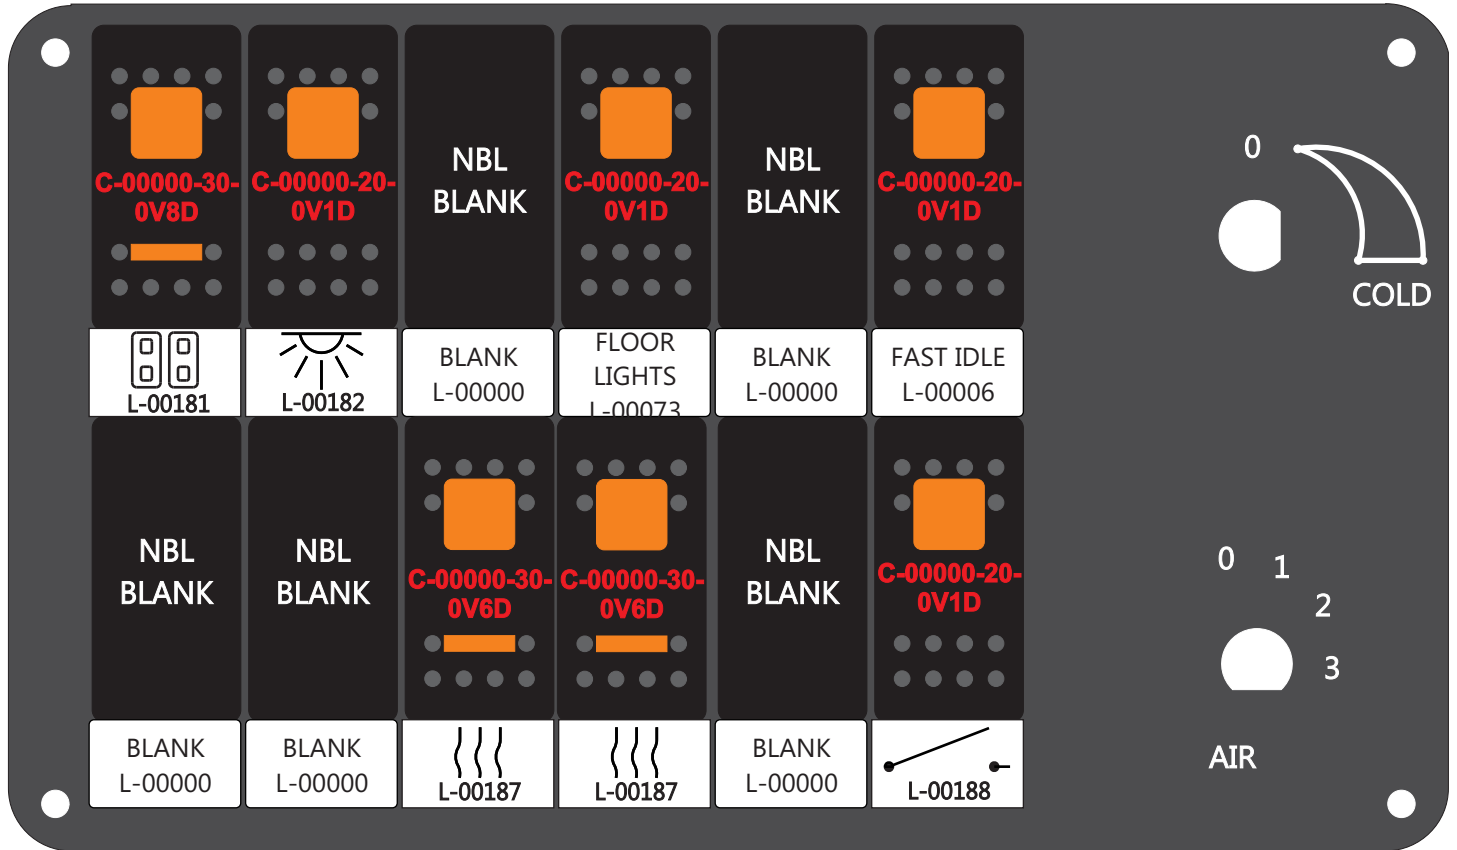 C-00000-30-
0V8D
C-00000-20-
0V1D
NBL
BLANK
C-00000-20-
0V1D
NBL
BLANK
C-00000-20-
0V1D
0
COLD
L-00181
L-00182
BLANK
L-00000
FLOOR
LIGHTS
L-00073
BLANK
L-00000
FAST IDLE
L-00006
NBL
BLANK
NBL
BLANK
C-00000-30-
0V6D
C-00000-30-
0V6D
NBL
BLANK
C-00000-20-
0V1D
0
1
2
3
AIR
BLANK
L-00000
BLANK
L-00000
L-00187
L-00187
BLANK
L-00000
L-00188